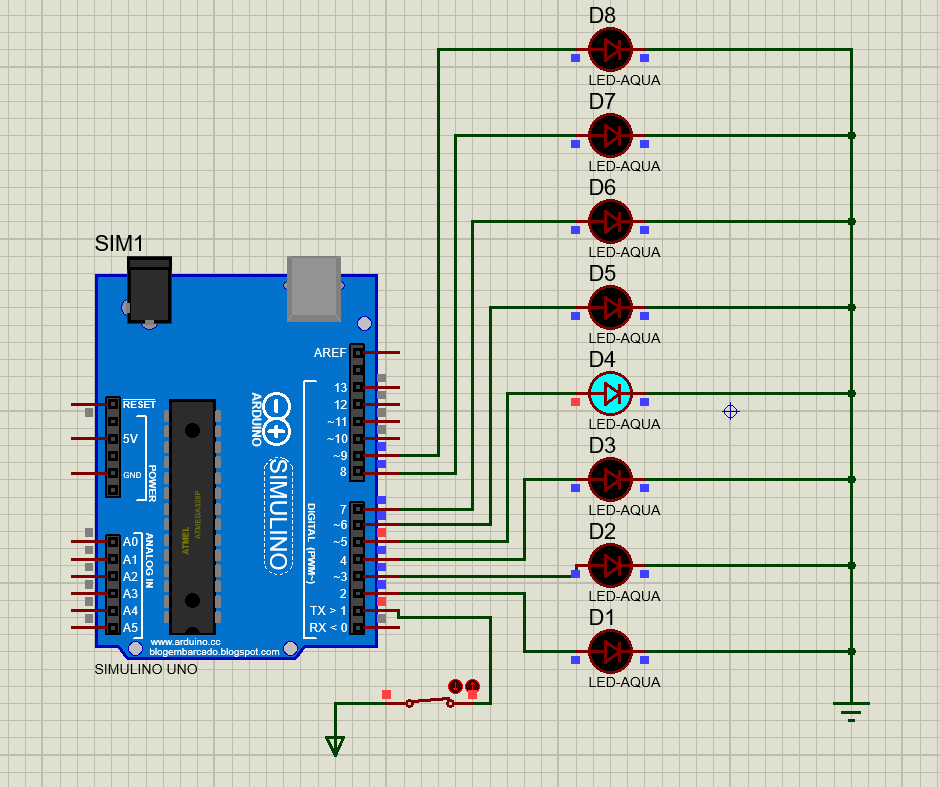 D8
LED-AQUA
D7
LED-AQUA
D6
LED-AQUA
D5
LED-AQUA
D4
LED-AQUA
D3
LED-AQUA
D2
LED-AQUA
D1
LED-AQUA
SIM1
AREF
13
12
~11
~10
~9
8
7
~6
~5
4
~3
2
TX > 1
RX < 0
RESET
5V
GND
POWER
A0
A1
A2
A3
A4
A5
ANALOG IN
ATMEL
ATMEGA328P
ARDUINO
SIMULINO
DIGITAL (PWM~)
www.arduino.cc
blogembarcado.blogspot.com
SIMULINO UNO